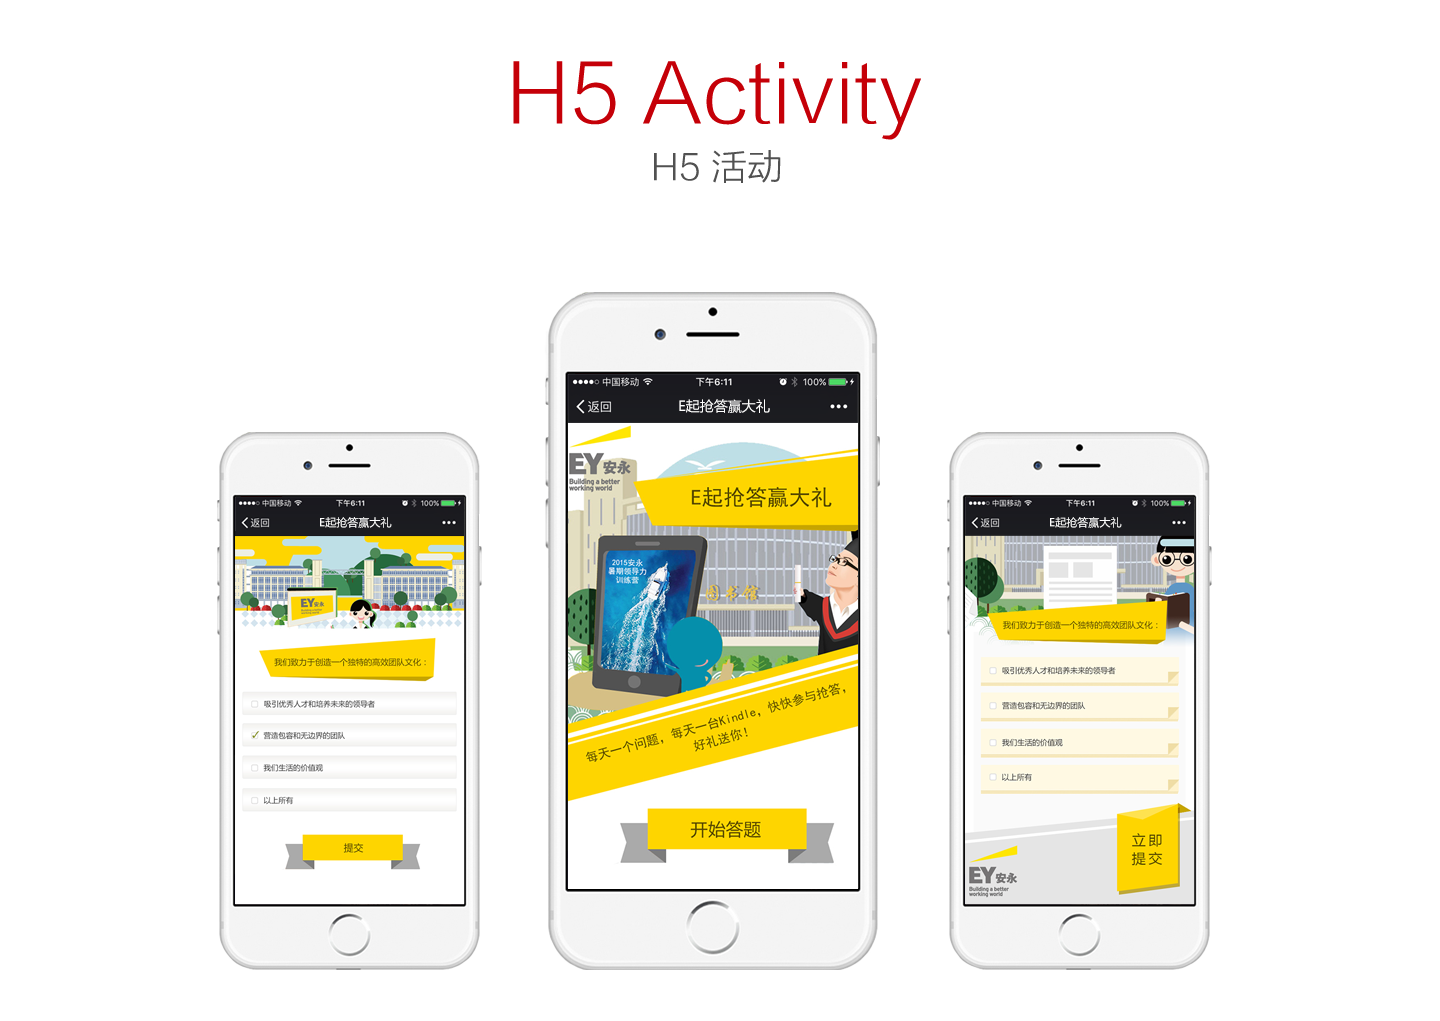 H5 Activity
H5 活动
中国移动 下午6:11 100%
返回 E起抢答赢大礼
EY安永
我们致力于创造一个独特的高效团队文化：
吸引优秀人才和培养未来的领导者
营造包容和无边界的团队
我们生活的价值观
以上所有
提交
中国移动 下午6:11 100%
返回 E起抢答赢大礼
EY安永
Building a better
working world
E起抢答赢大礼
2015安永
暑期领导力
训练营
图书馆
每天一个问题，每天一台Kindle，快快参与抢答，
好礼送你！
开始答题
中国移动 下午6:11 100%
返回 E起抢答赢大礼
我们致力于创造一个独特的高效团队文化：
吸引优秀人才和培养未来的领导者
营造包容和无边界的团队
我们生活的价值观
以上所有
立即
提交
EY安永
Building a better
working world